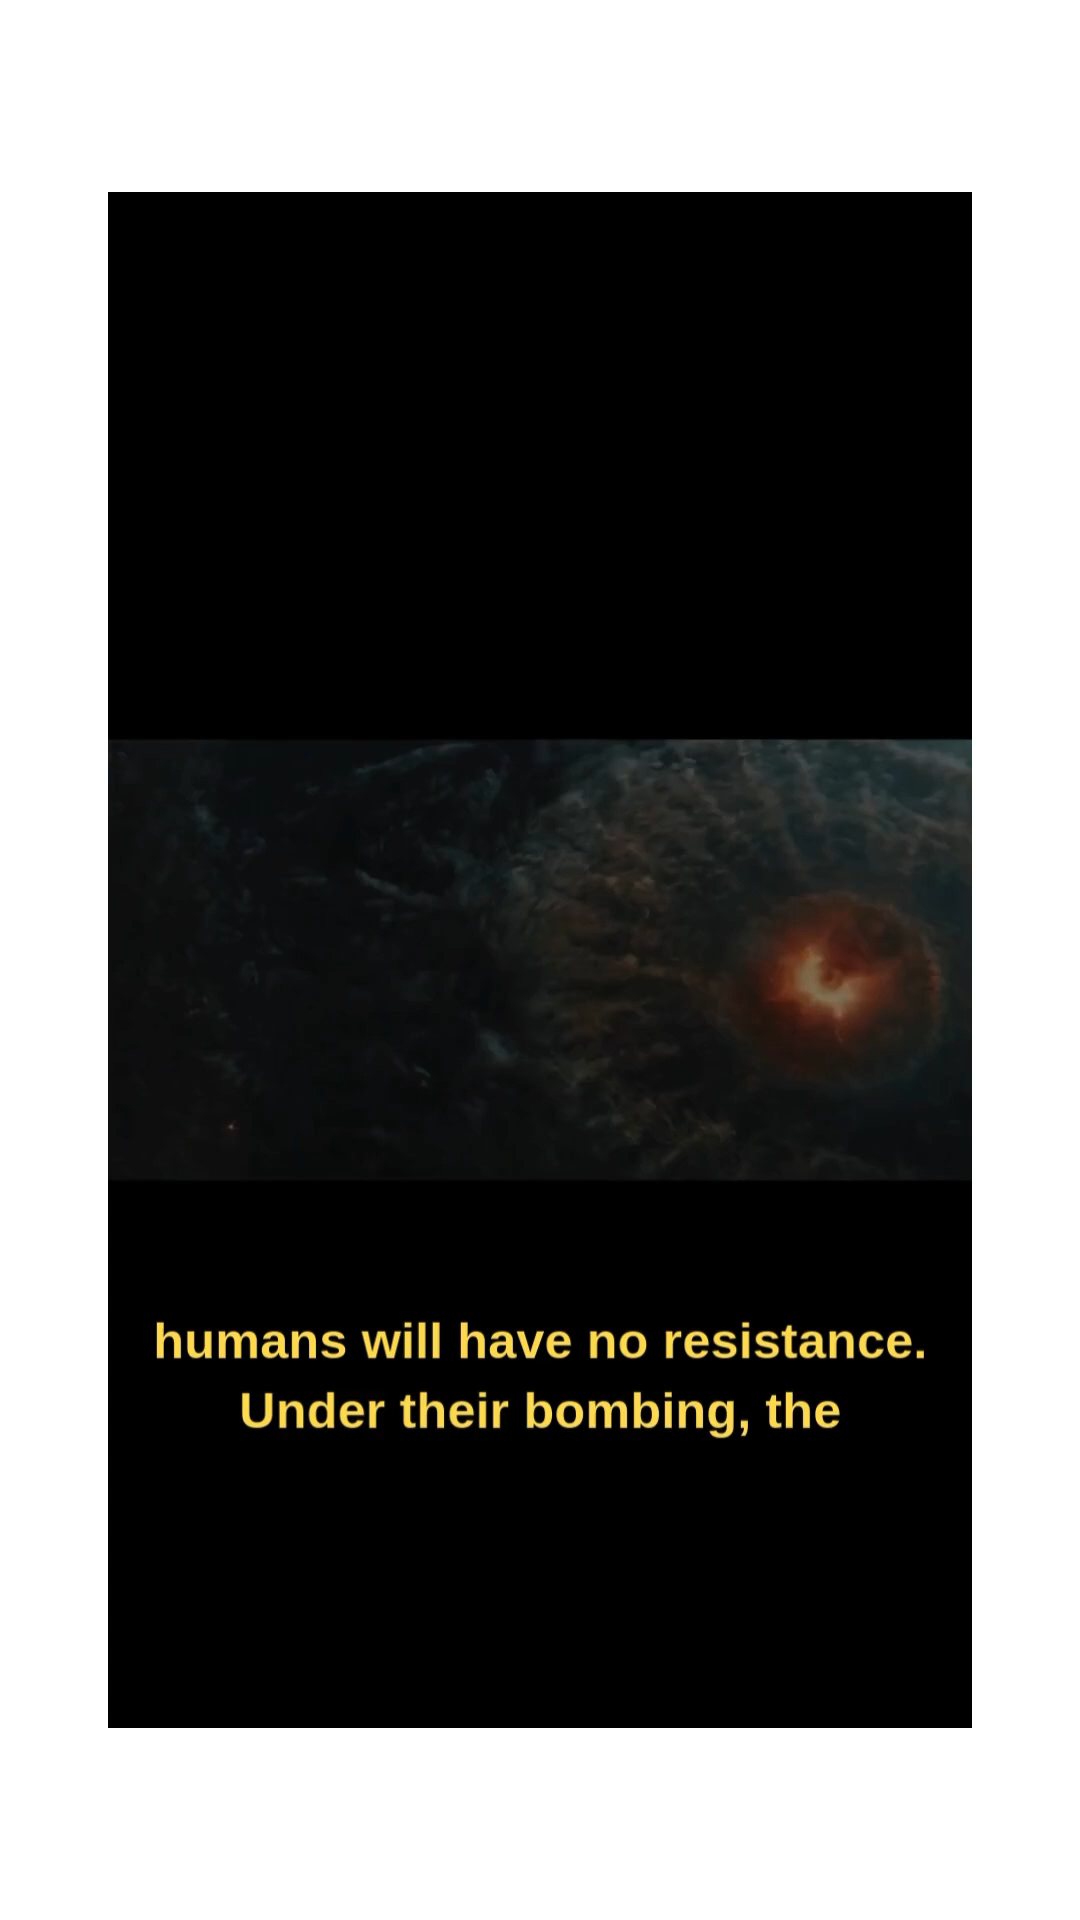 humans will have no resistance.
Under their bombing, the